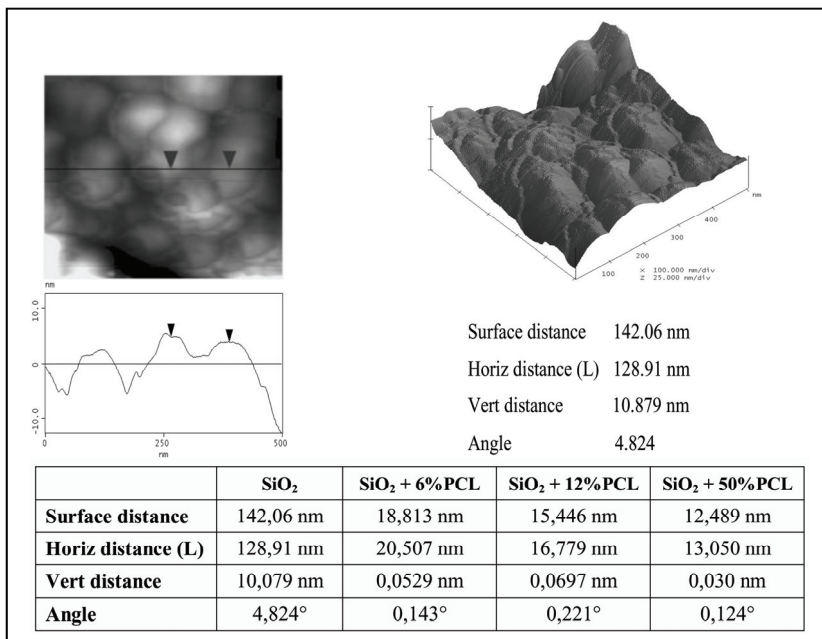 nm
10.0
0
-10.0
0
250
500
nm
100
200
300
400
nm
X 100.000 nm/div
Z 25.000 nm/div
Surface distance 142.06 nm
Horiz distance (L) 128.91 nm
Vert distance 10.879 nm
Angle 4.824
SiO₂ SiO₂ + 6%PCL SiO₂ + 12%PCL SiO₂ + 50%PCL
Surface distance 142,06 nm 18,813 nm 15,446 nm 12,489 nm
Horiz distance (L) 128,91 nm 20,507 nm 16,779 nm 13,050 nm
Vert distance 10,079 nm 0,0529 nm 0,0697 nm 0,030 nm
Angle 4,824° 0,143° 0,221° 0,124°